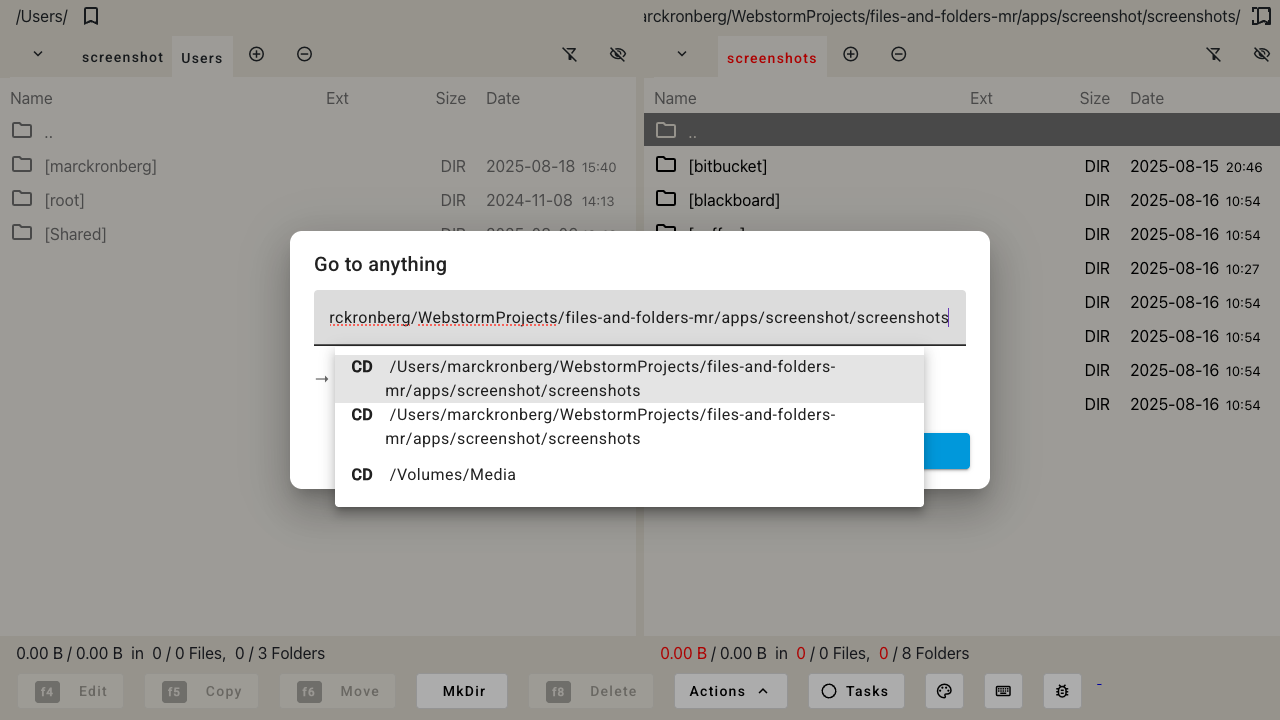 /Users/
rckronberg/WebstormProjects/files-and-folders-mr/apps/screenshot/screenshots/
screenshot Users
screenshots
Name Ext Size Date
..
[marckronberg] DIR 2025-08-18 15:40
[root] DIR 2024-11-08 14:13
[Shared] DIR
Name Ext Size Date
..
[bitbucket] DIR 2025-08-15 20:46
[blackboard] DIR 2025-08-16 10:54
DIR 2025-08-16 10:54
DIR 2025-08-16 10:27
DIR 2025-08-16 10:54
DIR 2025-08-16 10:54
DIR 2025-08-16 10:54
DIR 2025-08-16 10:54
Go to anything
rckronberg/WebstormProjects/files-and-folders-mr/apps/screenshot/screenshots
→
CD /Users/marckronberg/WebstormProjects/files-and-folders-
mr/apps/screenshot/screenshots
CD /Users/marckronberg/WebstormProjects/files-and-folders-
mr/apps/screenshot/screenshots
CD /Volumes/Media
0.00 B / 0.00 B in 0 / 0 Files, 0 / 3 Folders
0.00 B / 0.00 B in 0 / 0 Files, 0 / 8 Folders
f4 Edit f5 Copy f6 Move MkDir f8 Delete Actions Tasks